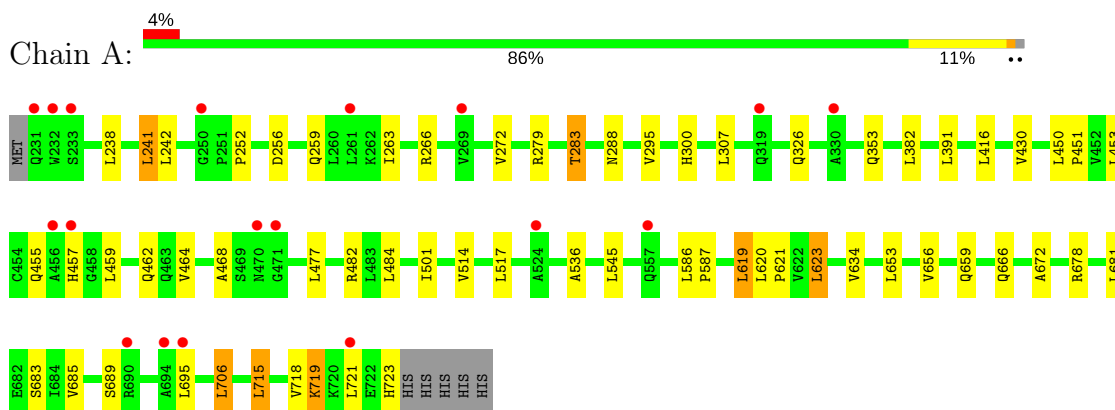 4%
Chain A:
86% 11% ••
MET Q231 W232 S233 L238 L241 L242 G250 P251 P252 D256 Q259 L260 L261 K262 I263 R266 V269 V272 R279 T283 N288 V295 H300 L307 Q319 Q326 A330 Q353 L382 L391 L416 V430 L450 P451 V452
C454 Q455 A456 H457 G458 L459 Q462 Q463 V464 A468 S469 N470 G471 L477 R482 L483 L484 I501 V514 L517 A524 A536 L545 Q557 L586 P587 L619 L620 P621 V622 L623 V634 L653 V656 Q659 Q666 A672 R678
E682 S683 I684 V685 S689 R690 A694 L695 L706 L715 V718 K719 K720 L721 E722 H723 HIS HIS HIS HIS HIS